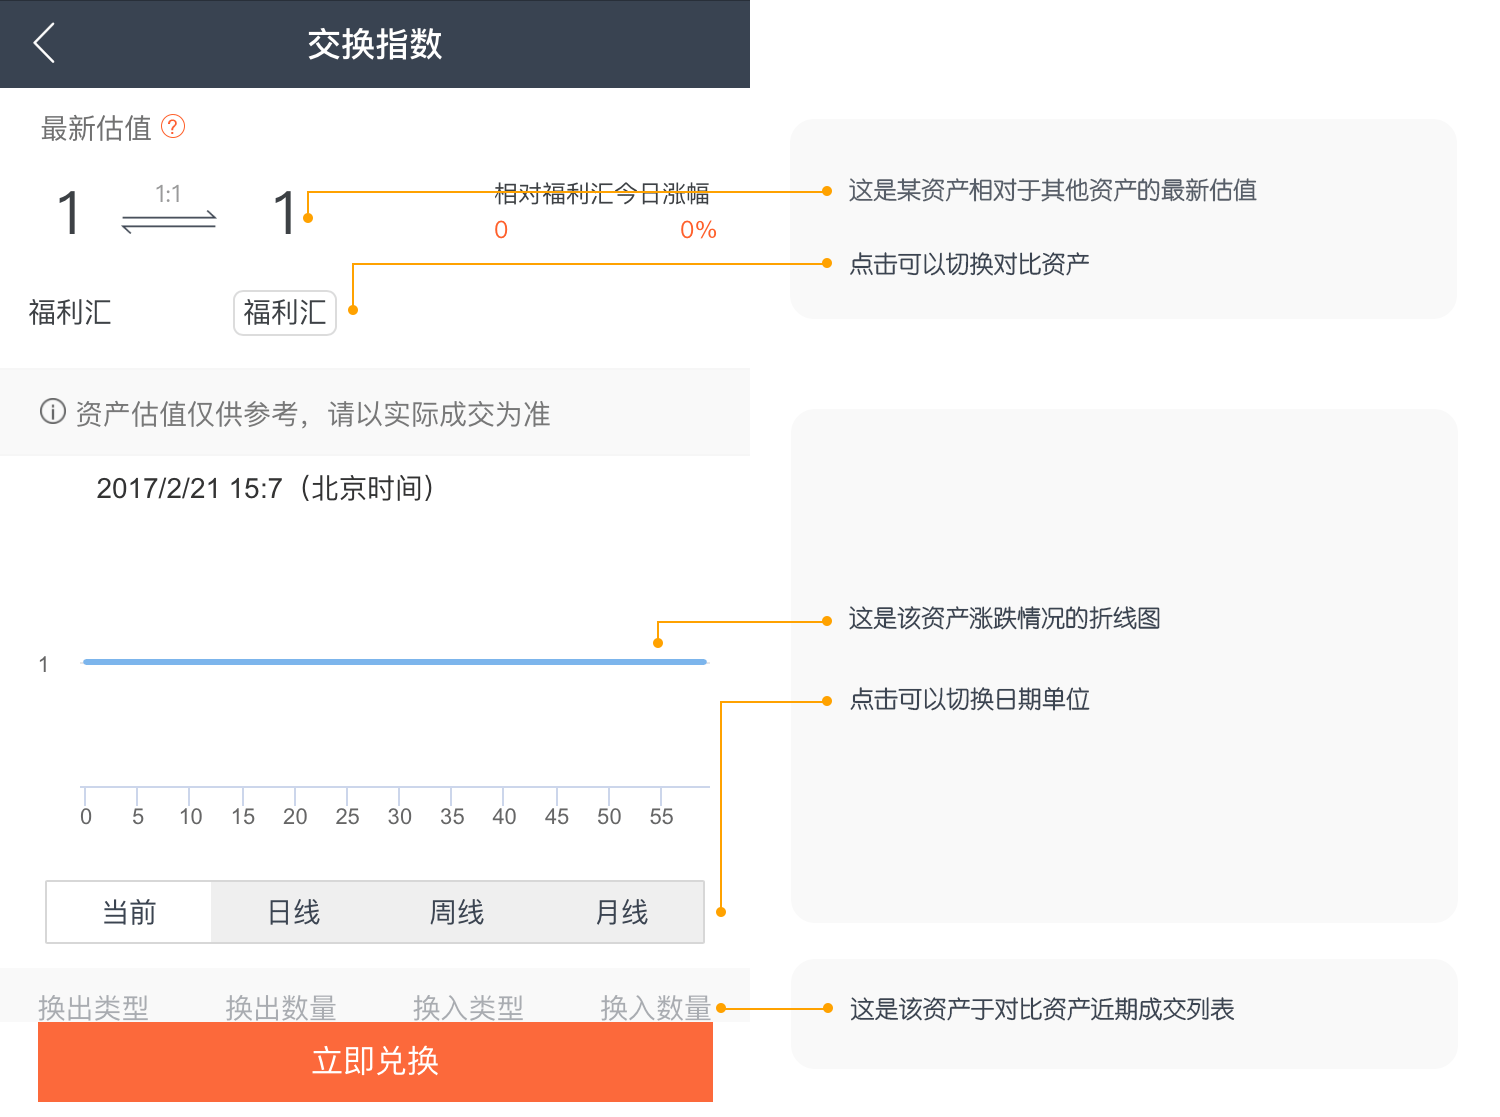 交换指数
最新估值 ?
1 1:1 1
相对福利汇今日涨幅
0 0%
这是某资产相对于其他资产的最新估值
点击可以切换对比资产
福利汇 福利汇
资产估值仅供参考，请以实际成交为准
2017/2/21 15:7（北京时间）
这是该资产涨跌情况的折线图
1
点击可以切换日期单位
0 5 10 15 20 25 30 35 40 45 50 55
当前 日线 周线 月线
换出类型 换出数量 换入类型 换入数量
这是该资产于对比资产近期成交列表
立即兑换